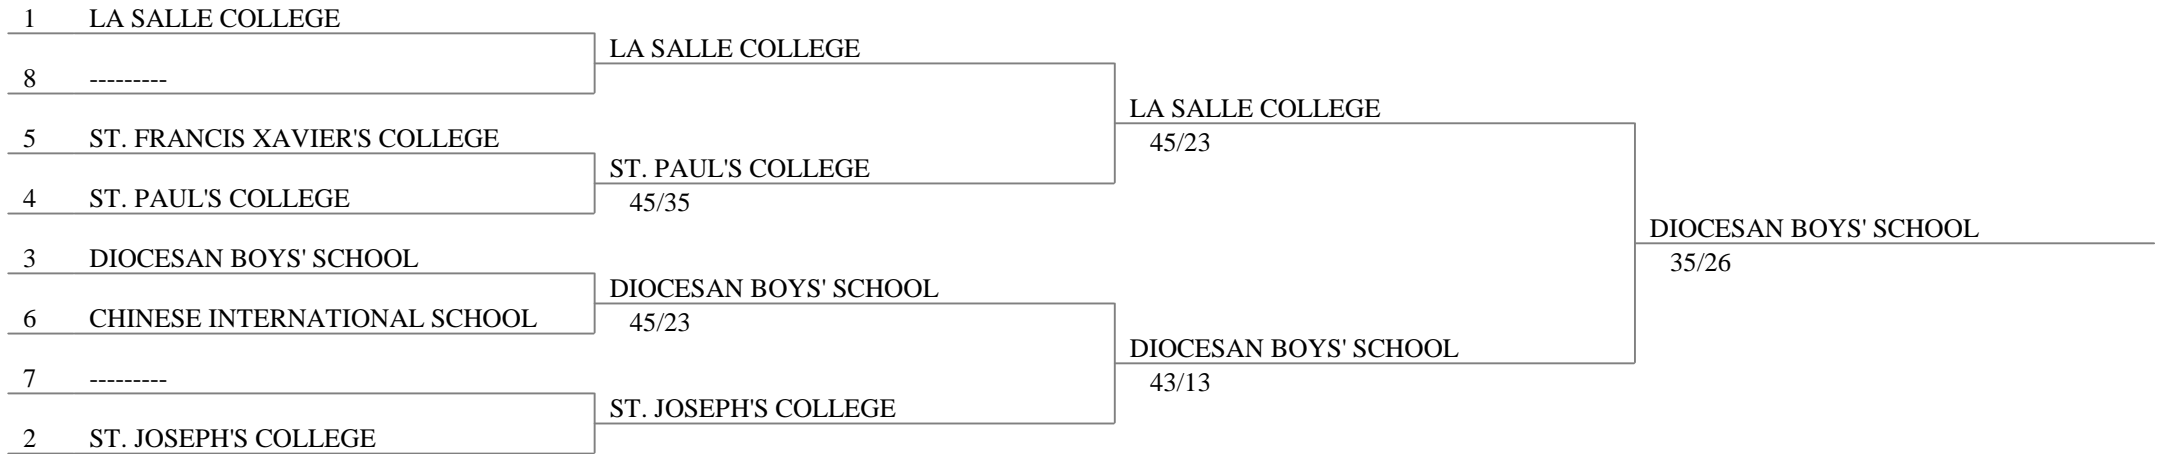 1 LA SALLE COLLEGE
LA SALLE COLLEGE
8 ---------
LA SALLE COLLEGE
45/23
5 ST. FRANCIS XAVIER'S COLLEGE
ST. PAUL'S COLLEGE
45/35
4 ST. PAUL'S COLLEGE
DIOCESAN BOYS' SCHOOL
35/26
3 DIOCESAN BOYS' SCHOOL
DIOCESAN BOYS' SCHOOL
45/23
6 CHINESE INTERNATIONAL SCHOOL
DIOCESAN BOYS' SCHOOL
43/13
7 ---------
ST. JOSEPH'S COLLEGE
2 ST. JOSEPH'S COLLEGE